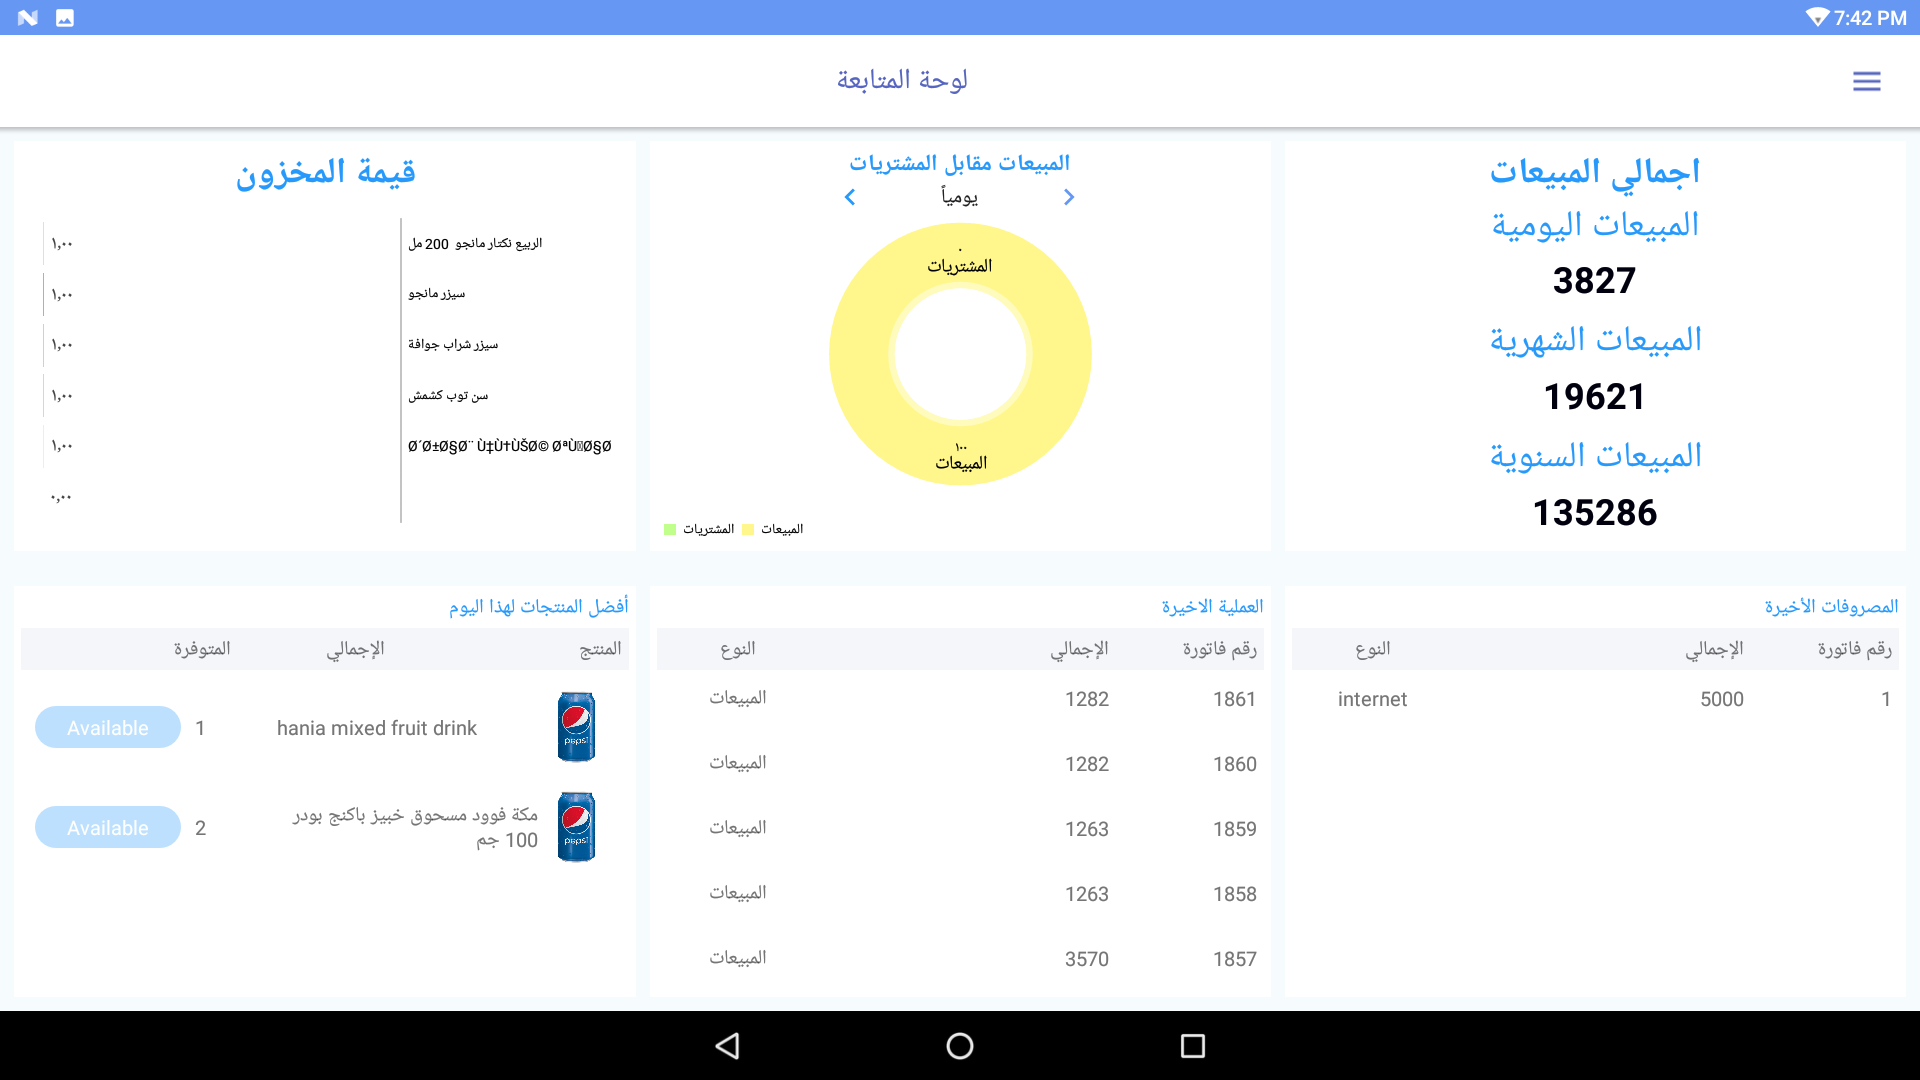 7:42 PM
لوحة المتابعة
اجمالي المبيعات
المبيعات اليومية
3827
المبيعات الشهرية
19621
المبيعات السنوية
135286
المبيعات مقابل المشتريات
يومياً
٠
المشتريات
١٠٠
المبيعات
المشتريات المبيعات
قيمة المخزون
الربيع نكتار مانجو 200 مل ١,٠٠
سيزر مانجو ١,٠٠
سيزر شراب جوافة ١,٠٠
سن توب كشمش ١,٠٠
١,٠٠
٠,٠٠
المصروفات الأخيرة
رقم فاتورة الإجمالي النوع
1 5000 internet
العملية الاخيرة
رقم فاتورة الإجمالي النوع
1861 1282 المبيعات
1860 1282 المبيعات
1859 1263 المبيعات
1858 1263 المبيعات
1857 3570 المبيعات
أفضل المنتجات لهذا اليوم
المنتج الإجمالي المتوفرة
pepsi hania mixed fruit drink 1 Available
pepsi مكة فوود مسحوق خبيز باكنج بودر
100 جم 2 Available